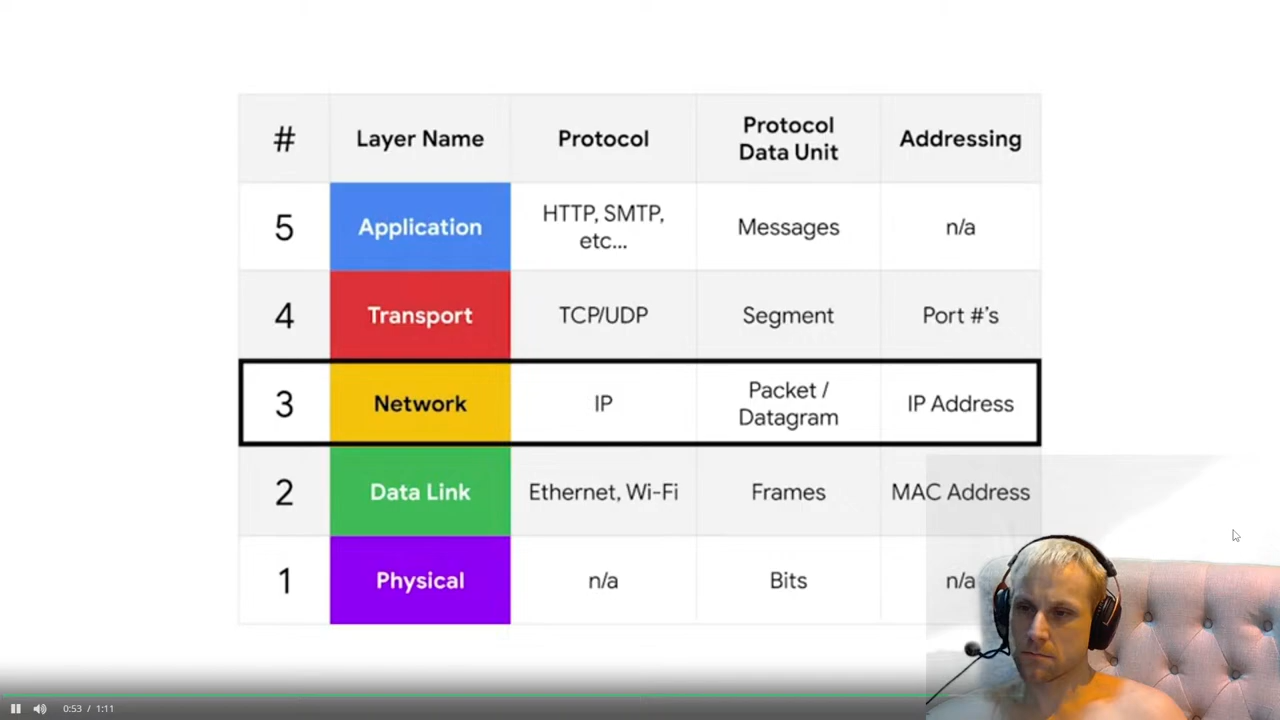 # Layer Name Protocol Protocol Data Unit Addressing
5 Application HTTP, SMTP, etc... Messages n/a
4 Transport TCP/UDP Segment Port #'s
3 Network IP Packet / Datagram IP Address
2 Data Link Ethernet, Wi-Fi Frames MAC Address
1 Physical n/a Bits n/a
0:53 / 1:11